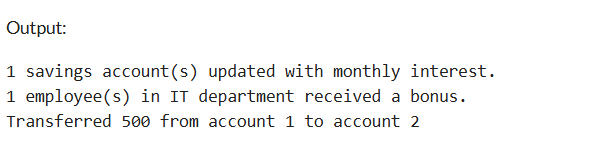 Output:
1 savings account(s) updated with monthly interest.
1 employee(s) in IT department received a bonus.
Transferred 500 from account 1 to account 2